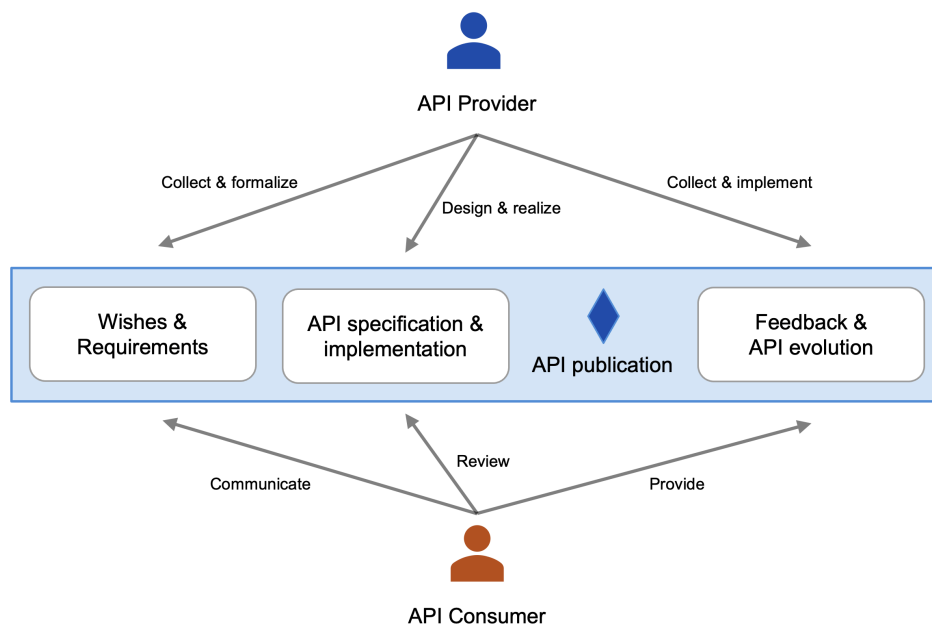 API Provider
Collect & formalize
Design & realize
Collect & implement
Wishes &
Requirements
API specification &
implementation
API publication
Feedback &
API evolution
Communicate
Review
Provide
API Consumer